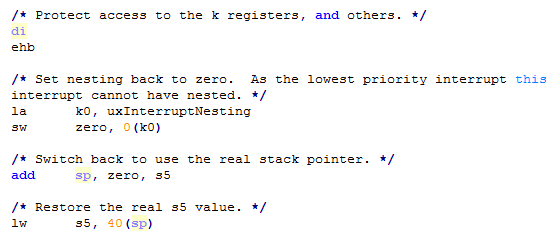 /* Protect access to the k registers, and others. */
di
ehb
/* Set nesting back to zero.  As the lowest priority interrupt this
interrupt cannot have nested. */
la      k0, uxInterruptNesting
sw      zero, 0(k0)
/* Switch back to use the real stack pointer. */
add     sp, zero, s5
/* Restore the real s5 value. */
lw      s5, 40(sp)